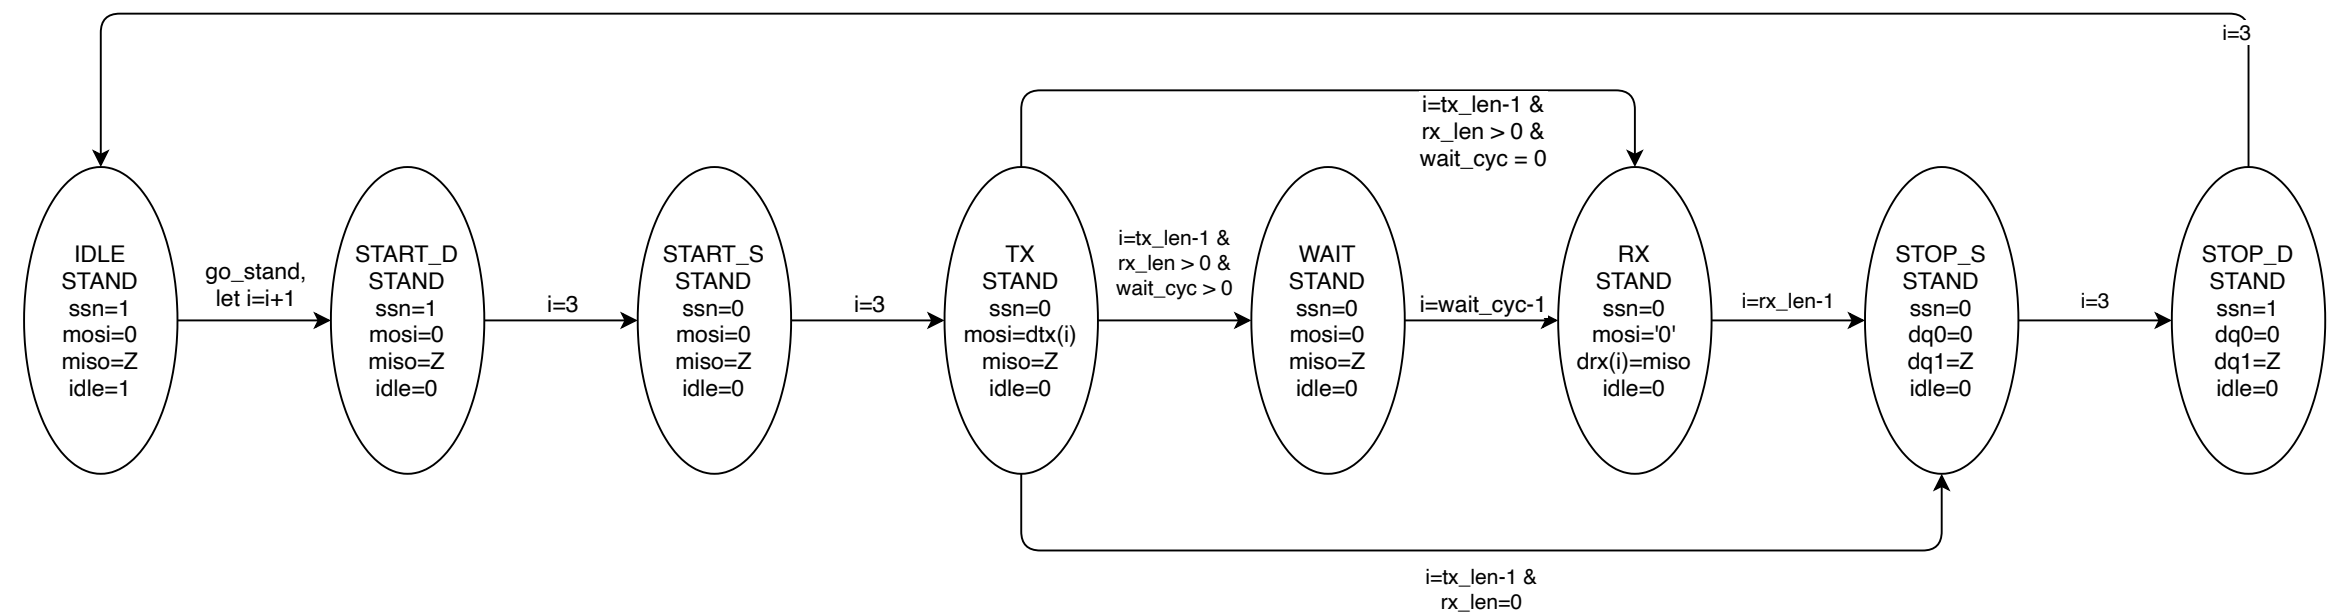 i=3
i=tx_len-1 &
rx_len > 0 &
wait_cyc = 0
IDLE
STAND
ssn=1
mosi=0
miso=Z
idle=1
go_stand,
let i=i+1
START_D
STAND
ssn=1
mosi=0
miso=Z
idle=0
i=3
START_S
STAND
ssn=0
mosi=0
miso=Z
idle=0
i=3
TX
STAND
ssn=0
mosi=dtx(i)
miso=Z
idle=0
i=tx_len-1 &
rx_len > 0 &
wait_cyc > 0
WAIT
STAND
ssn=0
mosi=0
miso=Z
idle=0
i=wait_cyc-1
RX
STAND
ssn=0
mosi='0'
drx(i)=miso
idle=0
i=rx_len-1
STOP_S
STAND
ssn=0
dq0=0
dq1=Z
idle=0
i=3
STOP_D
STAND
ssn=1
dq0=0
dq1=Z
idle=0
i=tx_len-1 &
rx_len=0